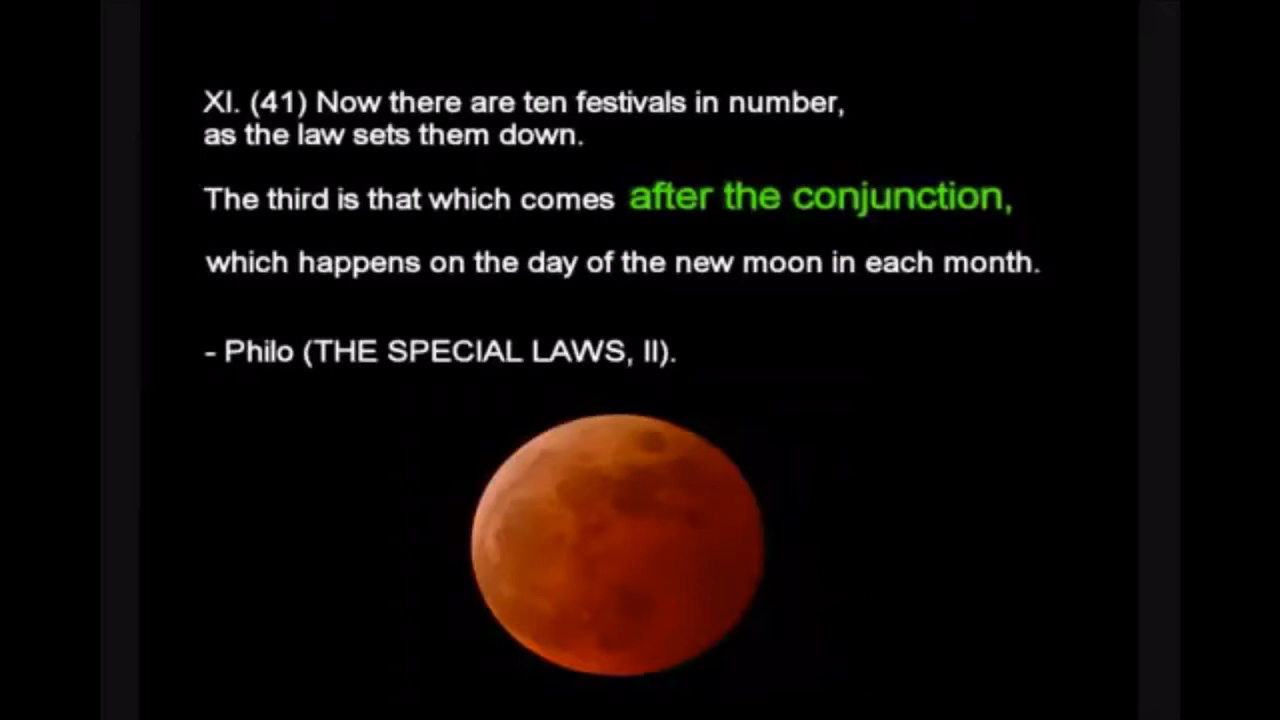 XI. (41) Now there are ten festivals in number,
as the law sets them down.
The third is that which comes after the conjunction,
which happens on the day of the new moon in each month.
- Philo (THE SPECIAL LAWS, II).